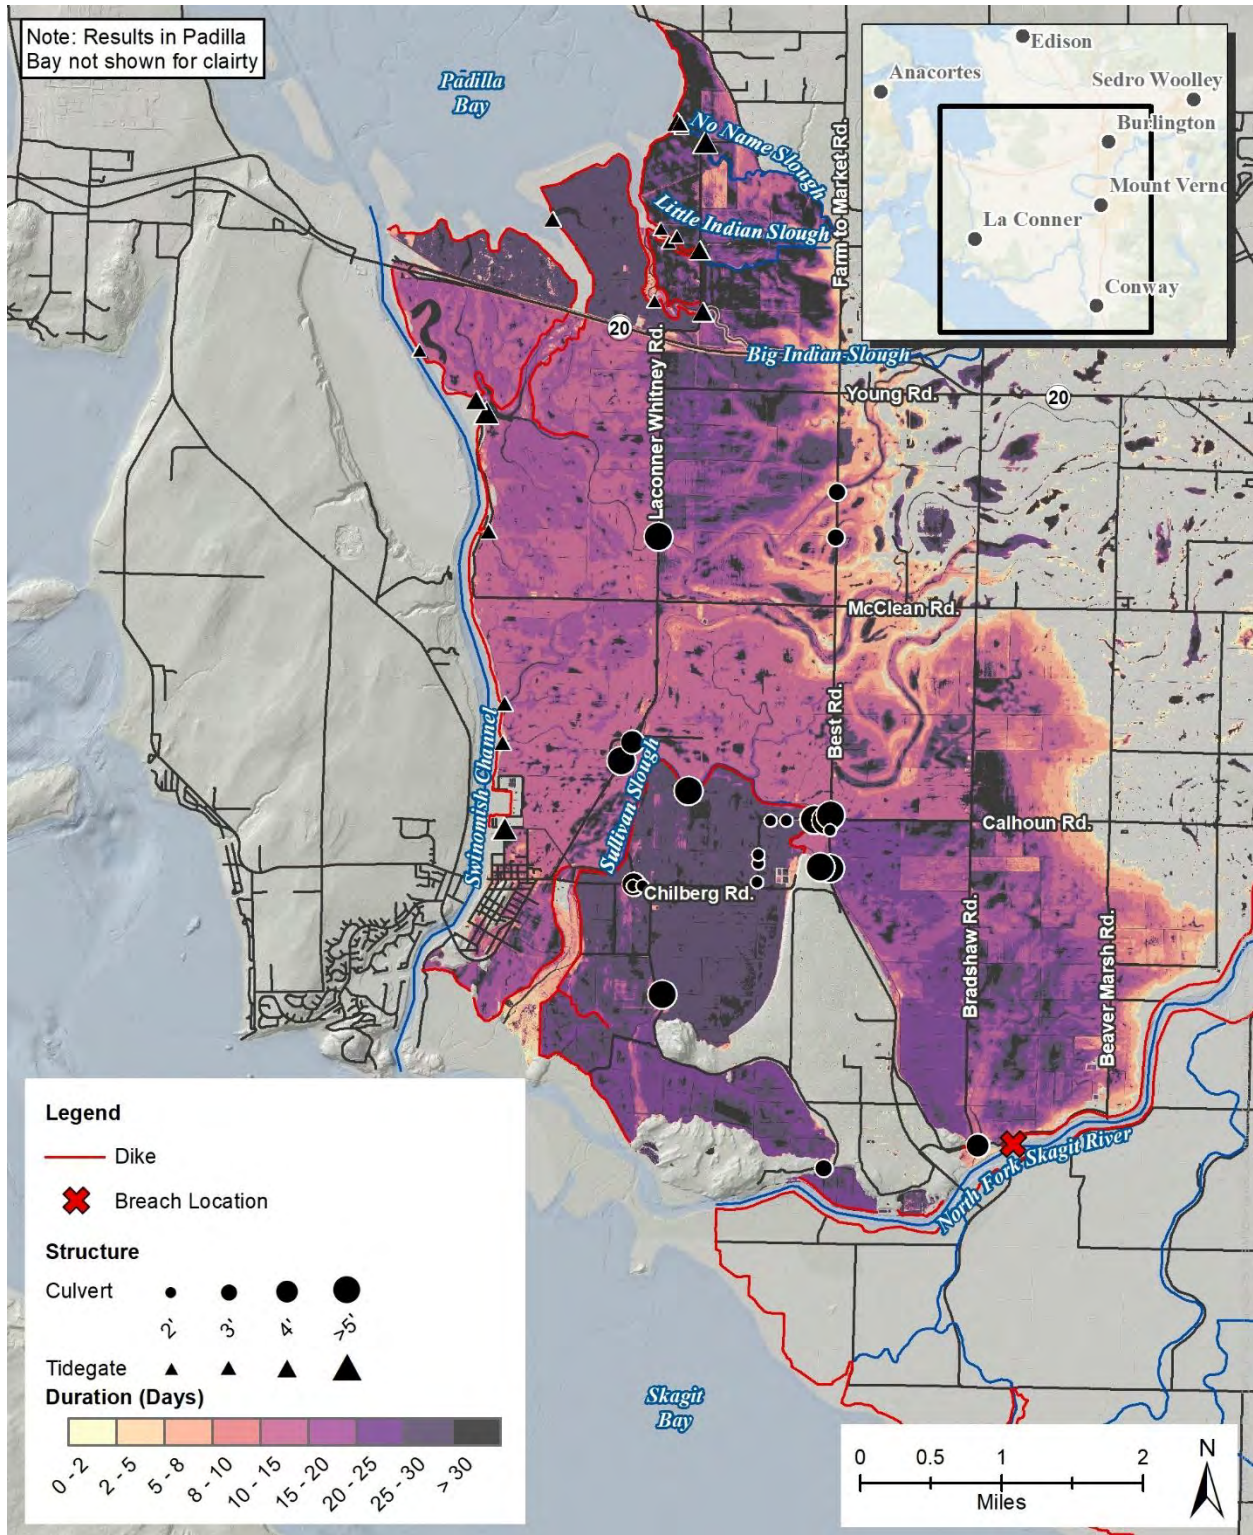 Note: Results in Padilla
Bay not shown for clairty
Padilla
Bay
Edison
Anacortes
Sedro Woolley
Burlington
Mount Verno
La Conner
Conway
No Name Slough
Little Indian Slough
Farm to Market Rd.
20
Big Indian Slough
Laconner Whitney Rd.
Young Rd.
20
McClean Rd.
Best Rd.
Swinomish Channel
Sullivan Slough
Calhoun Rd.
Chilberg Rd.
Bradshaw Rd.
Beaver Marsh Rd.
North Fork Skagit River
Skagit
Bay
Legend
Dike
Breach Location
Structure
Culvert
2' 3' 4' >5'
Tidegate
Duration (Days)
0 - 2 2 - 5 5 - 8 8 - 10 10 - 15 15 - 20 20 - 25 25 - 30 > 30
0 0.5 1 2
Miles
N